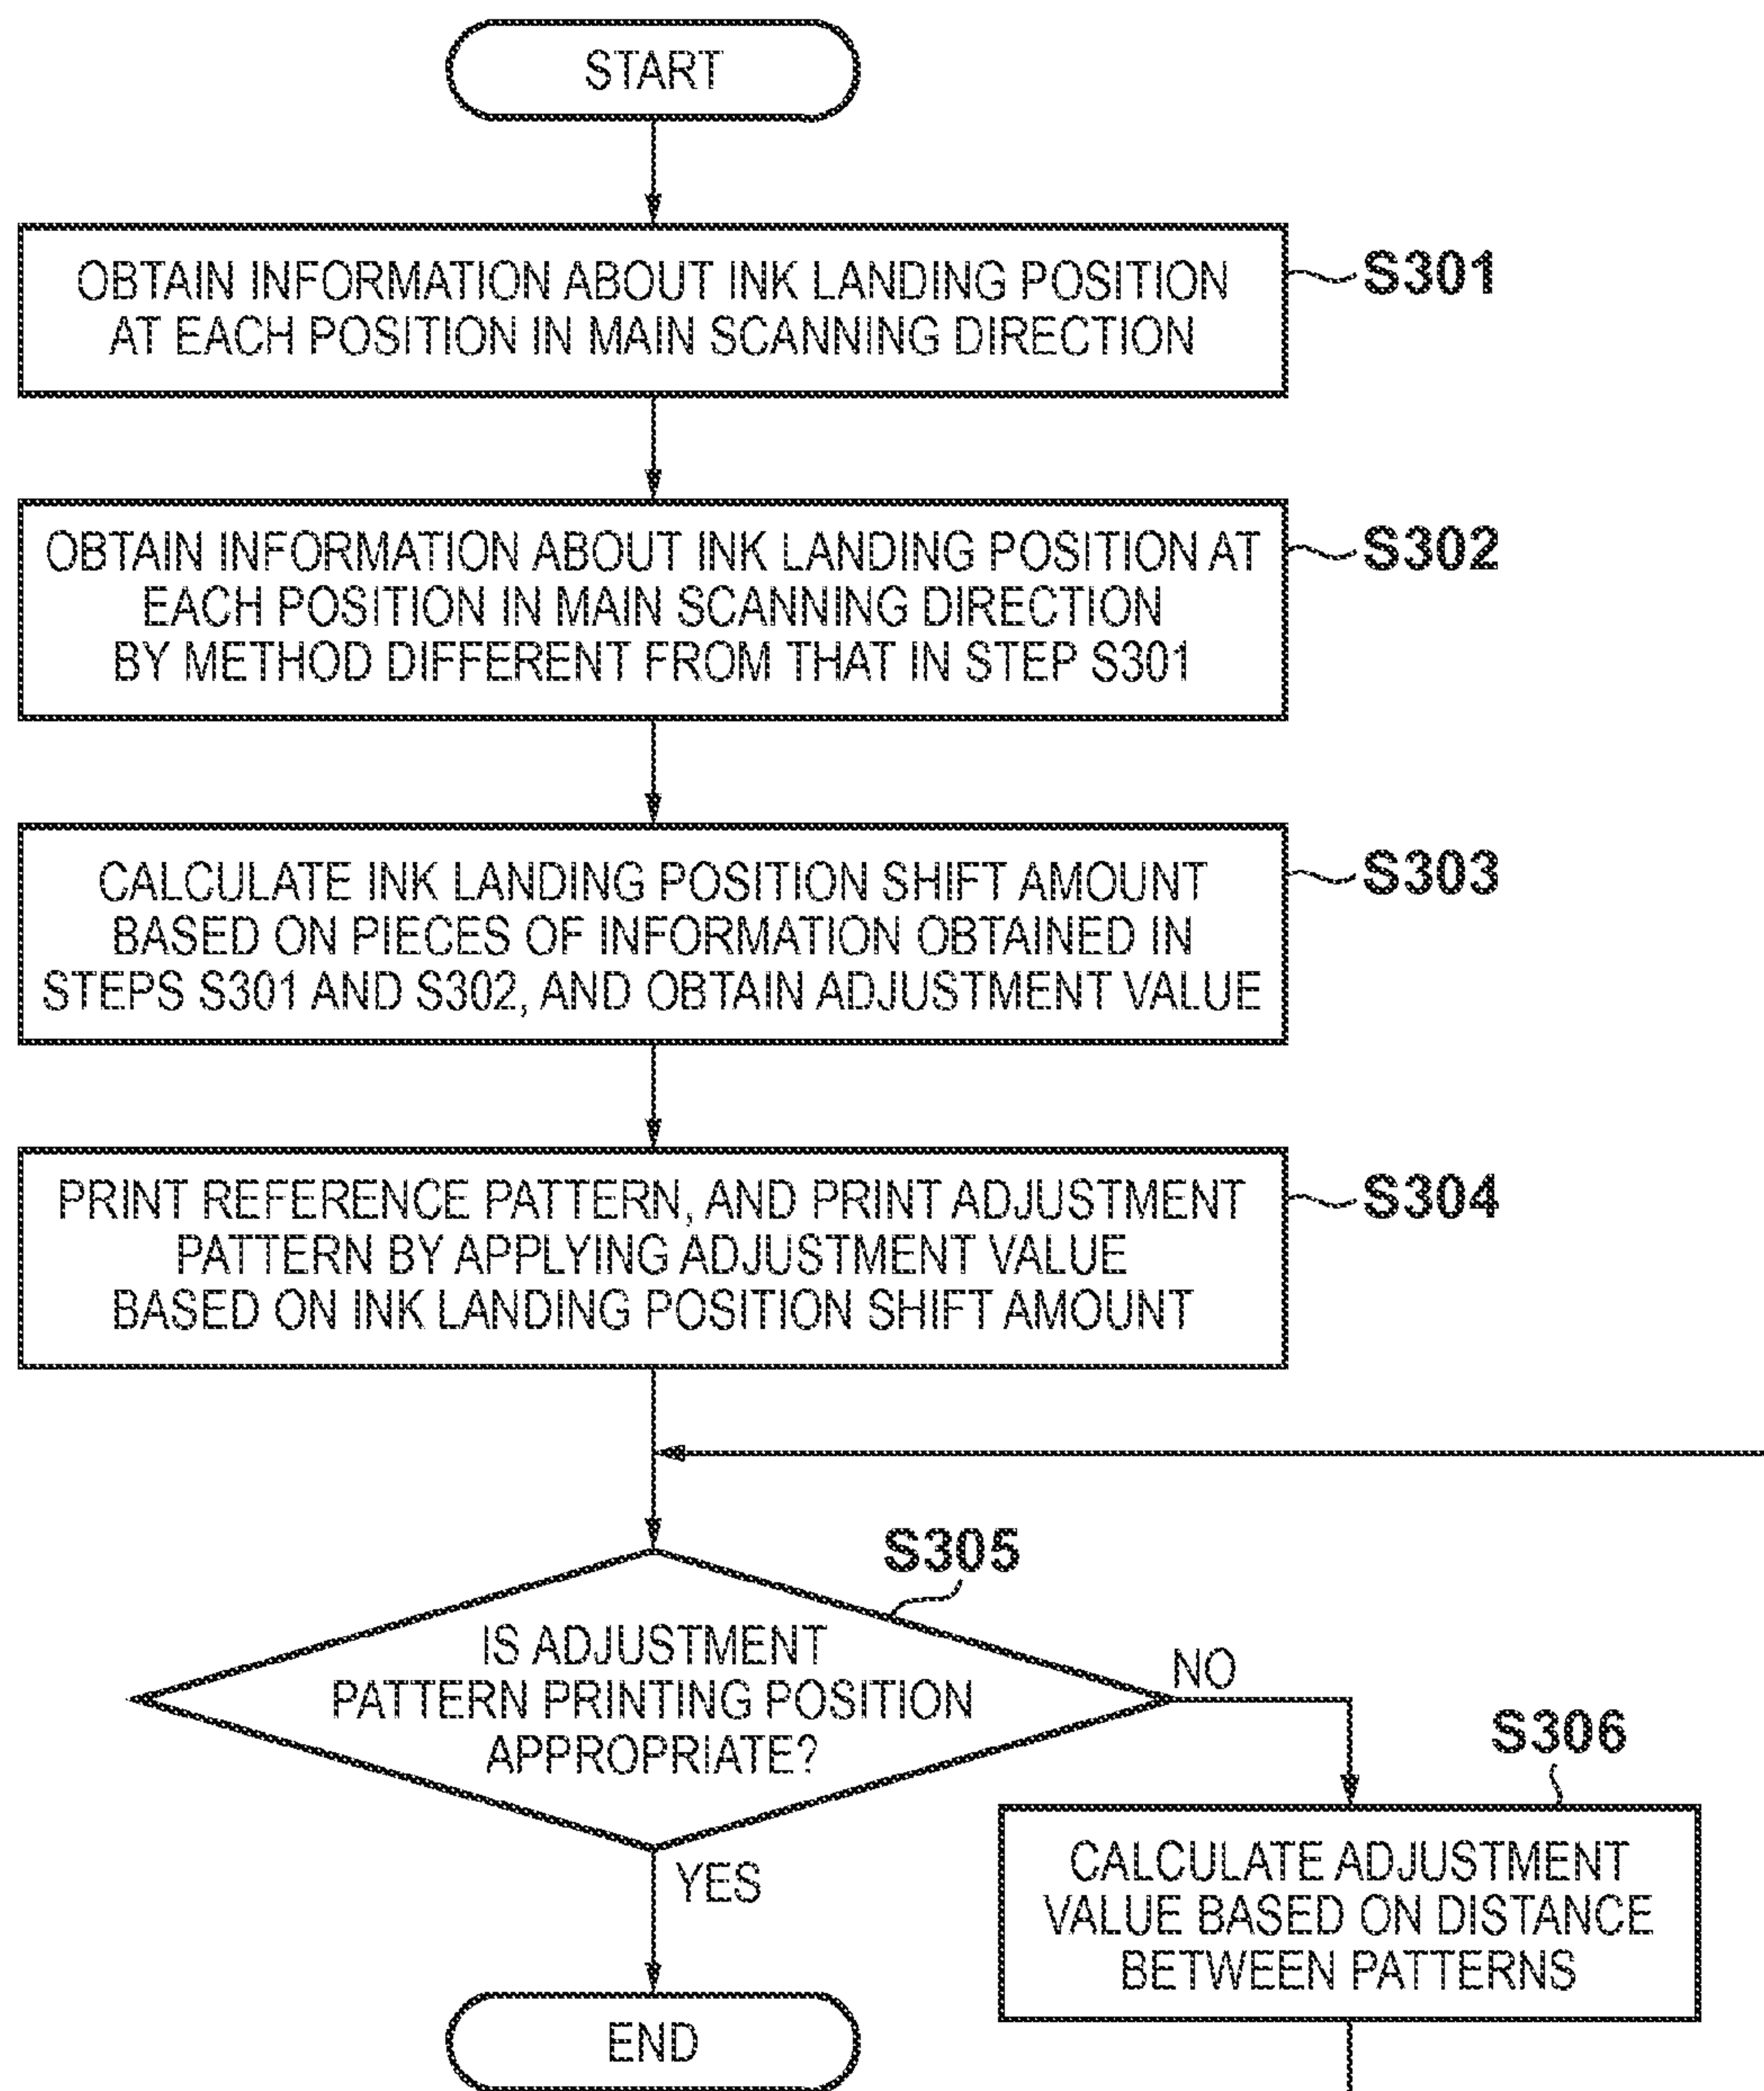 START
OBTAIN INFORMATION ABOUT INK LANDING POSITION
AT EACH POSITION IN MAIN SCANNING DIRECTION
S301
OBTAIN INFORMATION ABOUT INK LANDING POSITION AT
EACH POSITION IN MAIN SCANNING DIRECTION
BY METHOD DIFFERENT FROM THAT IN STEP S301
S302
CALCULATE INK LANDING POSITION SHIFT AMOUNT
BASED ON PIECES OF INFORMATION OBTAINED IN
STEPS S301 AND S302, AND OBTAIN ADJUSTMENT VALUE
S303
PRINT REFERENCE PATTERN, AND PRINT ADJUSTMENT
PATTERN BY APPLYING ADJUSTMENT VALUE
BASED ON INK LANDING POSITION SHIFT AMOUNT
S304
S305
IS ADJUSTMENT
PATTERN PRINTING POSITION
APPROPRIATE?
NO
S306
CALCULATE ADJUSTMENT
VALUE BASED ON DISTANCE
BETWEEN PATTERNS
YES
END